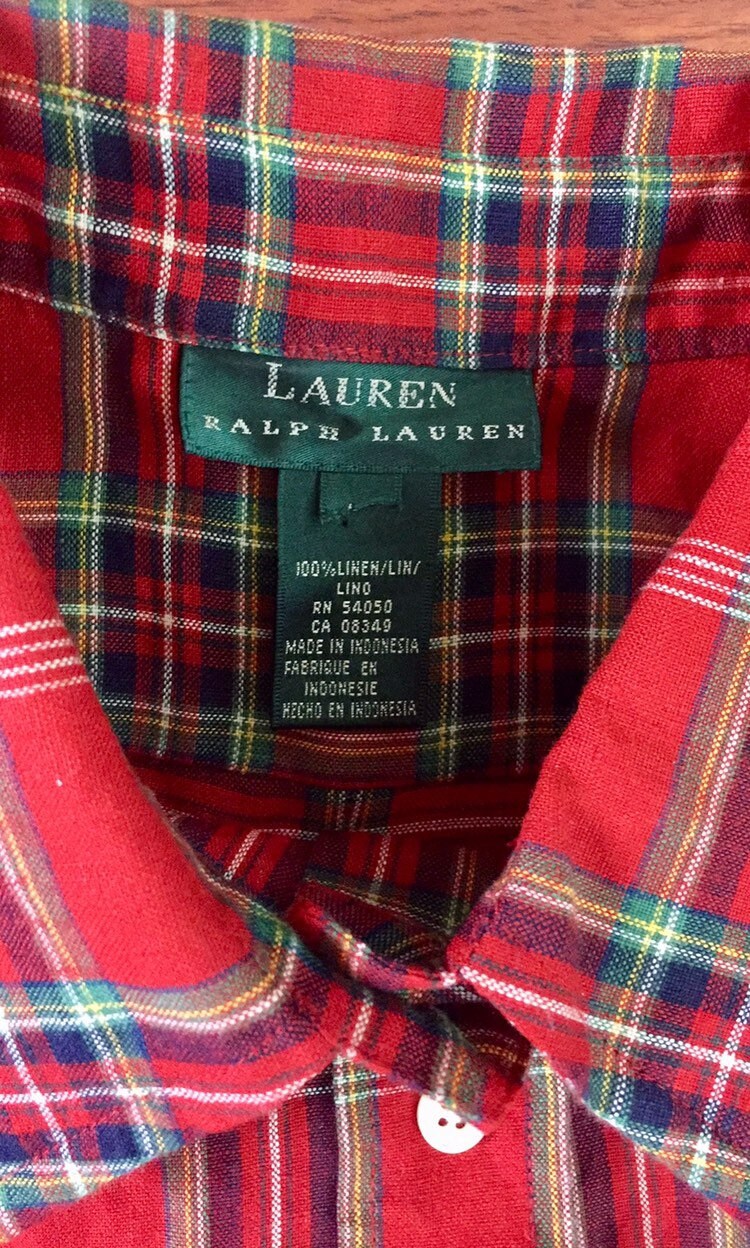 LAUREN
RALPH LAUREN
100%LINEN/LIN/
LINO
RN 54050
CA 08349
MADE IN INDONESIA
FABRIQUE EN
INDONESIE
HECHO EN INDONESIA